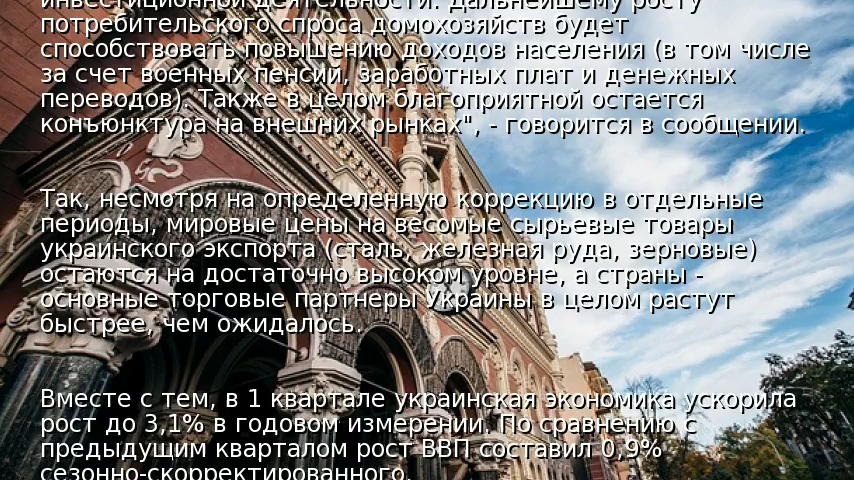 инвестиционной деятельности. Дальнейшему росту
потребительского спроса домохозяйств будет
способствовать повышению доходов населения (в том числе
за счет военных пенсий, заработных плат и денежных
переводов). Также в целом благоприятной остается
конъюнктура на внешних рынках", - говорится в сообщении.
Так, несмотря на определенную коррекцию в отдельные
периоды, мировые цены на весомые сырьевые товары
украинского экспорта (сталь, железная руда, зерновые)
остаются на достаточно высоком уровне, а страны -
основные торговые партнеры Украины в целом растут
быстрее, чем ожидалось.
Вместе с тем, в 1 квартале украинская экономика ускорила
рост до 3,1% в годовом измерении. По сравнению с
предыдущим кварталом рост ВВП составил 0,9%
сезонно-скорректированного.